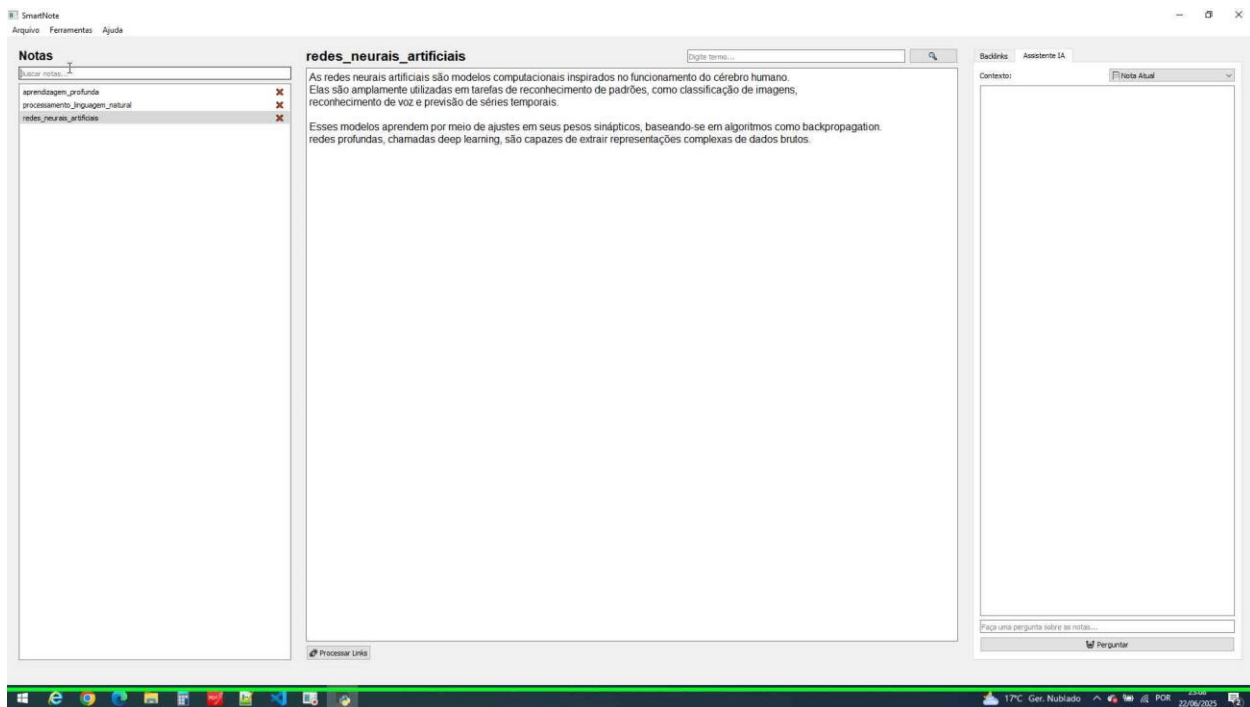 SmartNote
Arquivo Ferramentas Ajuda
Notas
Buscar notas...
aprendizagem_profunda
processamento_linguagem_natural
redes_neurais_artificiais
redes_neurais_artificiais
Digite termo...
As redes neurais artificiais são modelos computacionais inspirados no funcionamento do cérebro humano.
Elas são amplamente utilizadas em tarefas de reconhecimento de padrões, como classificação de imagens,
reconhecimento de voz e previsão de séries temporais.
Esses modelos aprendem por meio de ajustes em seus pesos sinápticos, baseando-se em algoritmos como backpropagation.
redes profundas, chamadas deep learning, são capazes de extrair representações complexas de dados brutos.
Processar Links
Backlinks Assistente IA
Contexto: Nota Atual
Faça uma pergunta sobre as notas...
Perguntar
17°C Ger. Nublado POR
22/06/2025